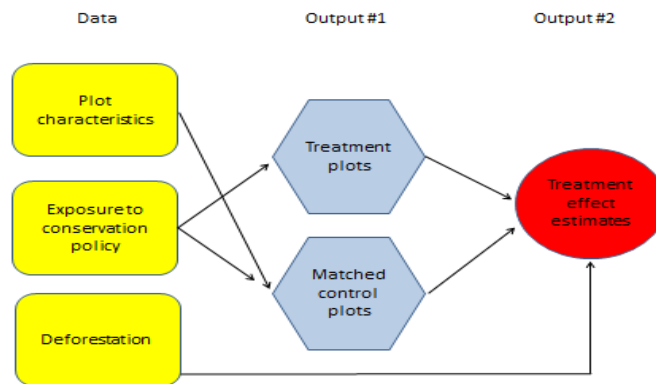 Data
Output #1
Output #2
Plot
characteristics
Exposure to
conservation
policy
Deforestation
Treatment
plots
Matched
control
plots
Treatment
effect
estimates